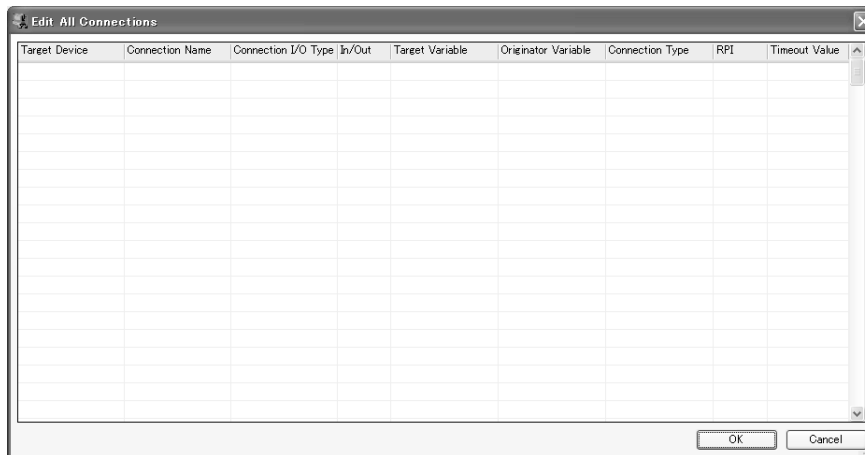 Edit All Connections
Target Device Connection Name Connection I/O Type In/Out Target Variable Originator Variable Connection Type RPI Timeout Value
OK Cancel